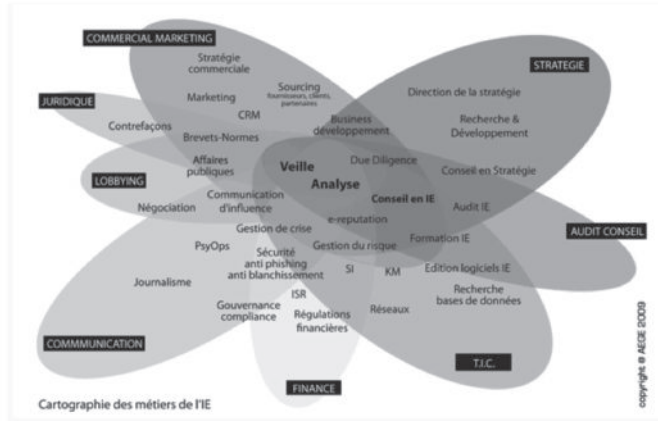 COMMERCIAL MARKETING
Stratégie
commerciale
STRATEGIE
Direction de la stratégie
Sourcing
fournisseurs, clients,
partenaires
Marketing
JURIDIQUE
CRM
Business
développement
Recherche &
Développement
Contrefaçons
Brevets-Normes
Affaires
publiques
Veille
Due Diligence
Conseil en Stratégie
LOBBYING
Analyse
Communication
d'influence
Conseil en IE
Audit IE
Négociation
e-reputation
Gestion de crise
AUDIT CONSEIL
Formation IE
PsyOps
Gestion du risque
Sécurité
anti phishing
anti blanchissement
SI
KM
Edition logiciels IE
Journalisme
Recherche
bases de données
ISR
Gouvernance
compliance
Régulations
financières
Réseaux
COMMMUNICATION
T.I.C.
FINANCE
Cartographie des métiers de l'IE
copyright @ AEGE 2009